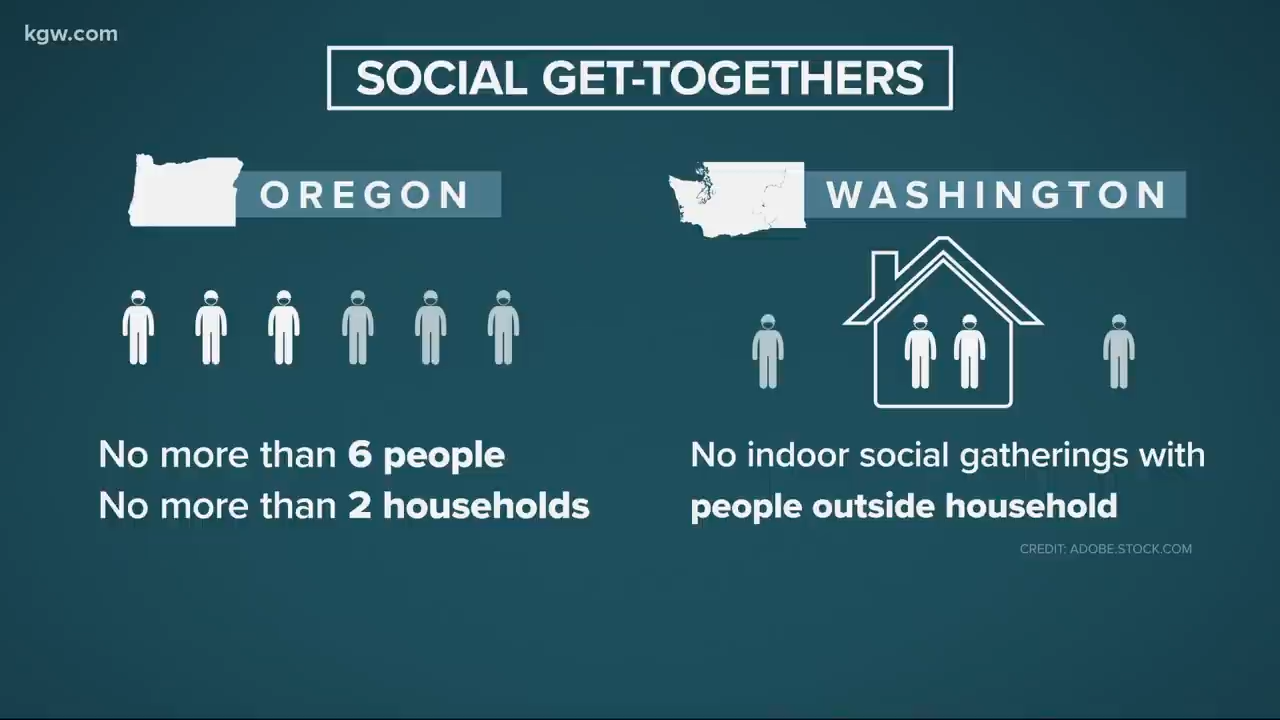 kgw.com
SOCIAL GET-TOGETHERS
OREGON
No more than 6 people
No more than 2 households
WASHINGTON
No indoor social gatherings with
people outside household
CREDIT: ADOBE.STOCK.COM